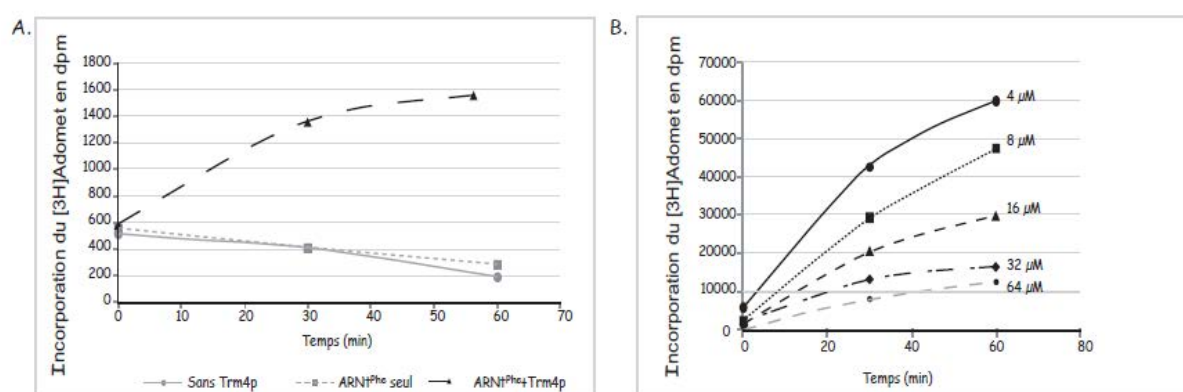 A.
Incorporation du [3H]Adomet en dpm
1800
1600
1400
1200
1000
800
600
400
200
0
0 10 20 30 40 50 60 70
Temps (min)
Sans Trm4p ARNtPhe seul ARNtPhe+Trm4p
B.
Incorporation du [3H]Adomet en dpm
70000
60000
50000
40000
30000
20000
10000
0
4 µM
8 µM
16 µM
32 µM
64 µM
0 20 40 60 80
Temps (min)